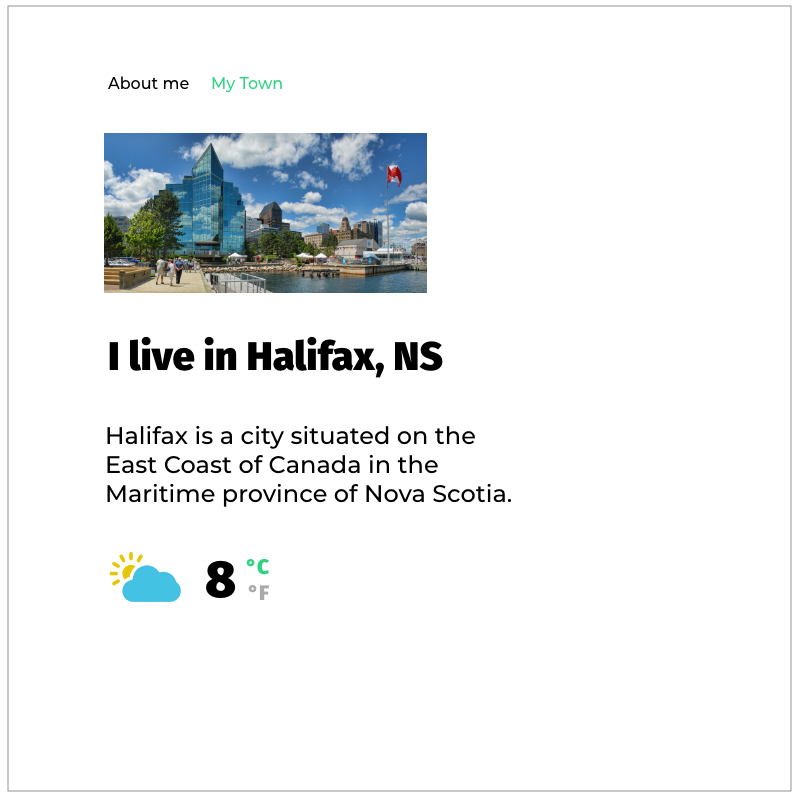 About me My Town
I live in Halifax, NS
Halifax is a city situated on the
East Coast of Canada in the
Maritime province of Nova Scotia.
8 °C
°F